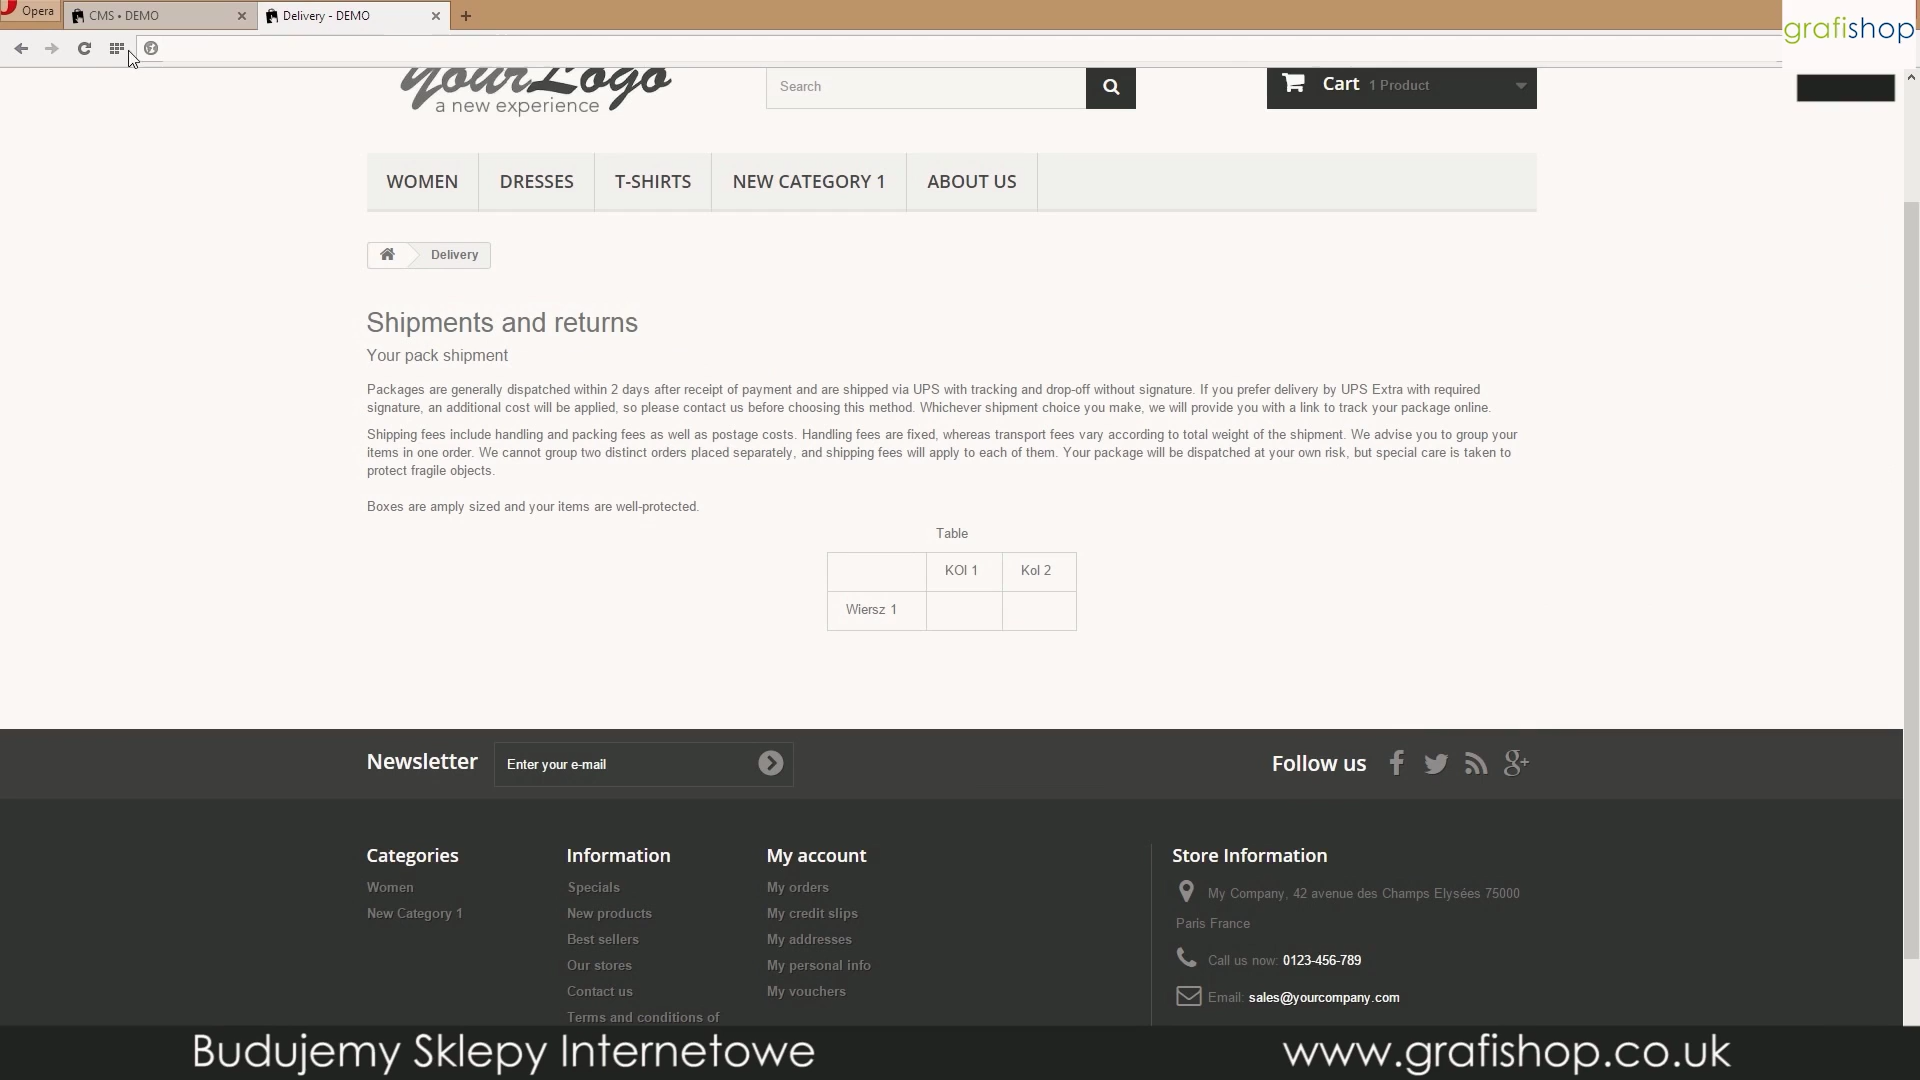 Opera
CMS • DEMO
Delivery - DEMO
grafishop
yourLogo
a new experience
Search
Cart 1 Product
WOMEN
DRESSES
T-SHIRTS
NEW CATEGORY 1
ABOUT US
Delivery
Shipments and returns
Your pack shipment
Packages are generally dispatched within 2 days after receipt of payment and are shipped via UPS with tracking and drop-off without signature. If you prefer delivery by UPS Extra with required
signature, an additional cost will be applied, so please contact us before choosing this method. Whichever shipment choice you make, we will provide you with a link to track your package online.
Shipping fees include handling and packing fees as well as postage costs. Handling fees are fixed, whereas transport fees vary according to total weight of the shipment. We advise you to group your
items in one order. We cannot group two distinct orders placed separately, and shipping fees will apply to each of them. Your package will be dispatched at your own risk, but special care is taken to
protect fragile objects.
Boxes are amply sized and your items are well-protected.
Table
KOl 1
Kol 2
Wiersz 1
Newsletter
Enter your e-mail
Follow us
Categories
Women
New Category 1
Information
Specials
New products
Best sellers
Our stores
Contact us
Terms and conditions of
My account
My orders
My credit slips
My addresses
My personal info
My vouchers
Store Information
My Company, 42 avenue des Champs Elysées 75000
Paris France
Call us now: 0123-456-789
Email: sales@yourcompany.com
Budujemy Sklepy Internetowe
www.grafishop.co.uk